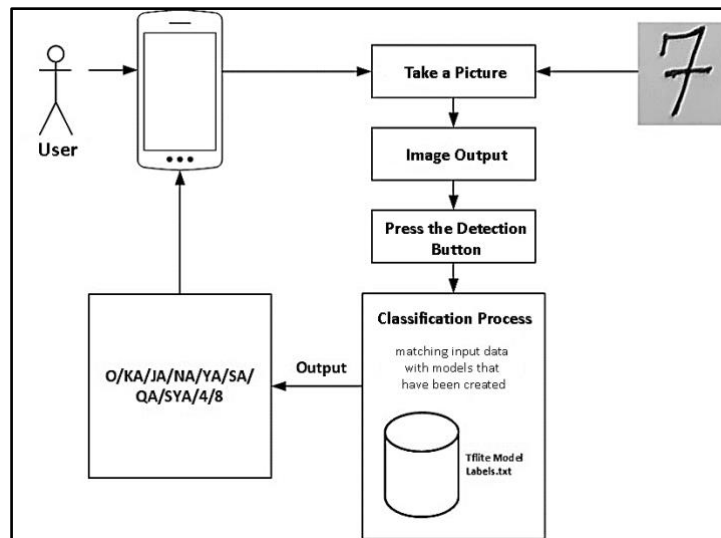 User
Take a Picture
7
Image Output
Press the Detection
Button
Classification Process
matching input data
with models that
have been created
Tflite Model
Labels.txt
Output
O/KA/JA/NA/YA/SA/
QA/SYA/4/8